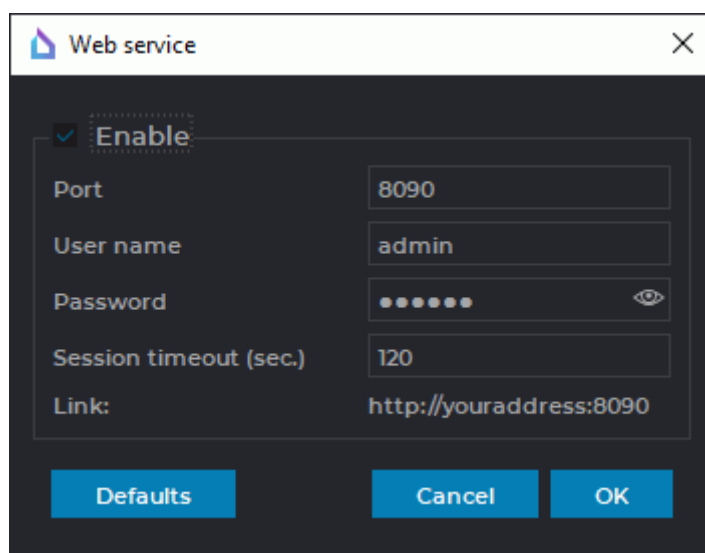 Web service
Enable
Port 8090
User name admin
Password ●●●●●●
Session timeout (sec.) 120
Link: http://youraddress:8090
Defaults Cancel OK